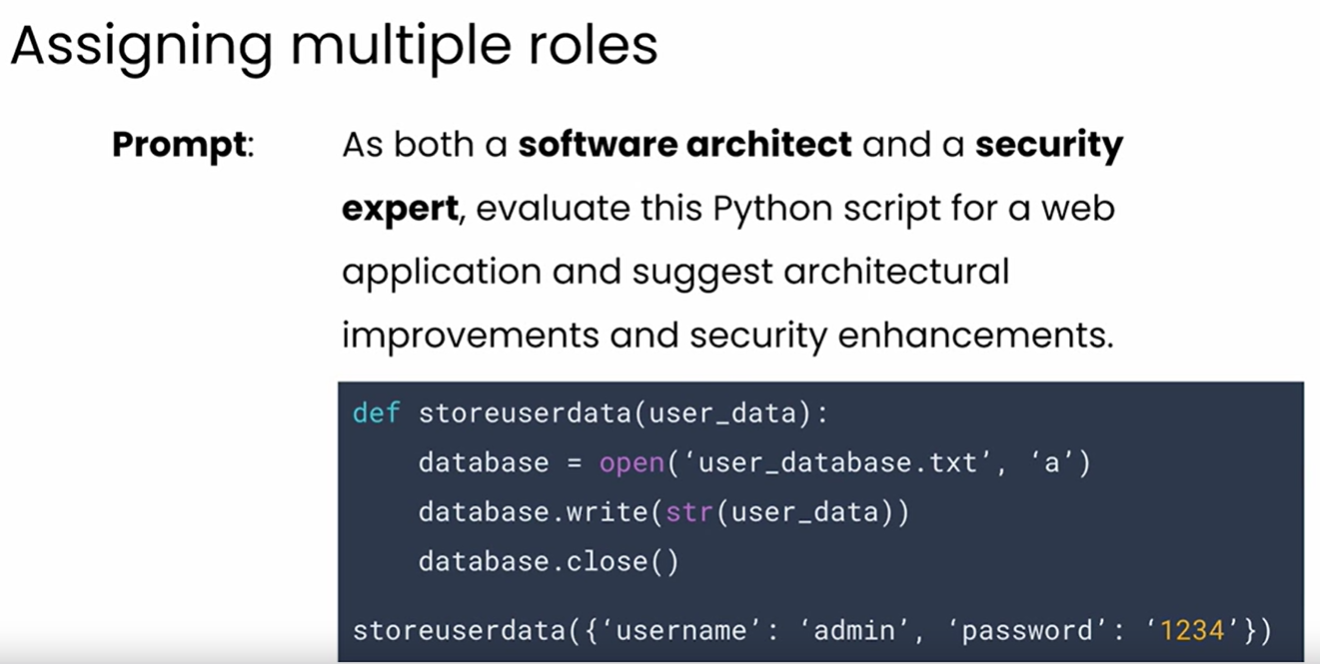 Assigning multiple roles
Prompt: As both a software architect and a security
expert, evaluate this Python script for a web
application and suggest architectural
improvements and security enhancements.
def storeuserdata(user_data):
    database = open(‘user_database.txt’, ‘a’)
    database.write(str(user_data))
    database.close()
storeuserdata({‘username’: ‘admin’, ‘password’: ‘1234’})